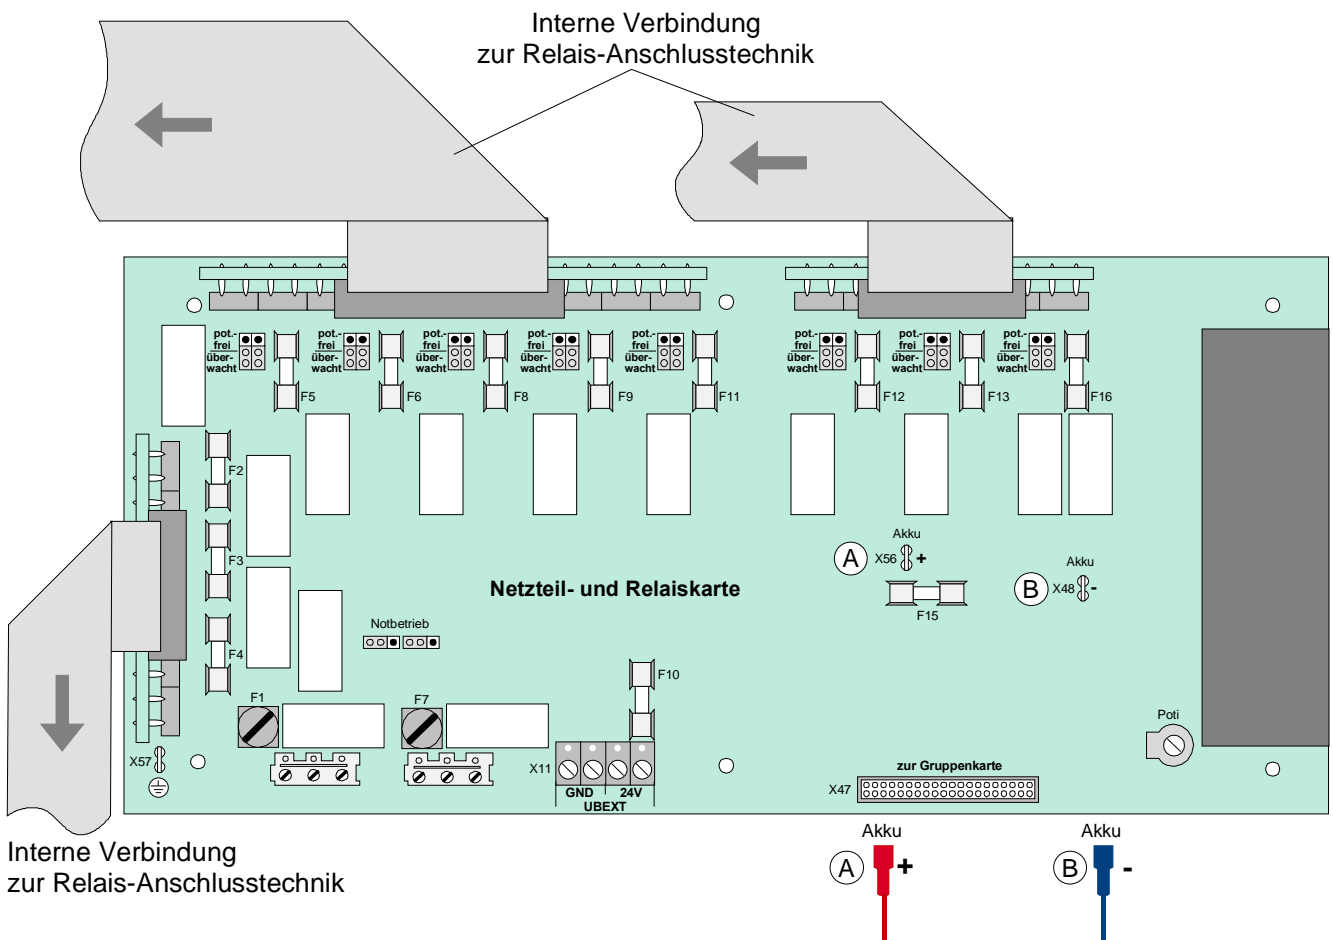 Interne Verbindung
zur Relais-Anschlusstechnik
pot.-
frei
über-
wacht
F5
pot.-
frei
über-
wacht
F6
pot.-
frei
über-
wacht
F8
pot.-
frei
über-
wacht
F9
pot.-
frei
über-
wacht
F11
pot.-
frei
über-
wacht
F12
pot.-
frei
über-
wacht
F13
pot.-
frei
über-
wacht
F16
F2
F3
F4
Akku
A X56 +
F15
Akku
B X48 -
Netzteil- und Relaiskarte
Notbetrieb
F10
F1
F7
Poti
X57
X11
GND 24V
UBEXT
zur Gruppenkarte
X47
Interne Verbindung
zur Relais-Anschlusstechnik
Akku
A +
Akku
B -